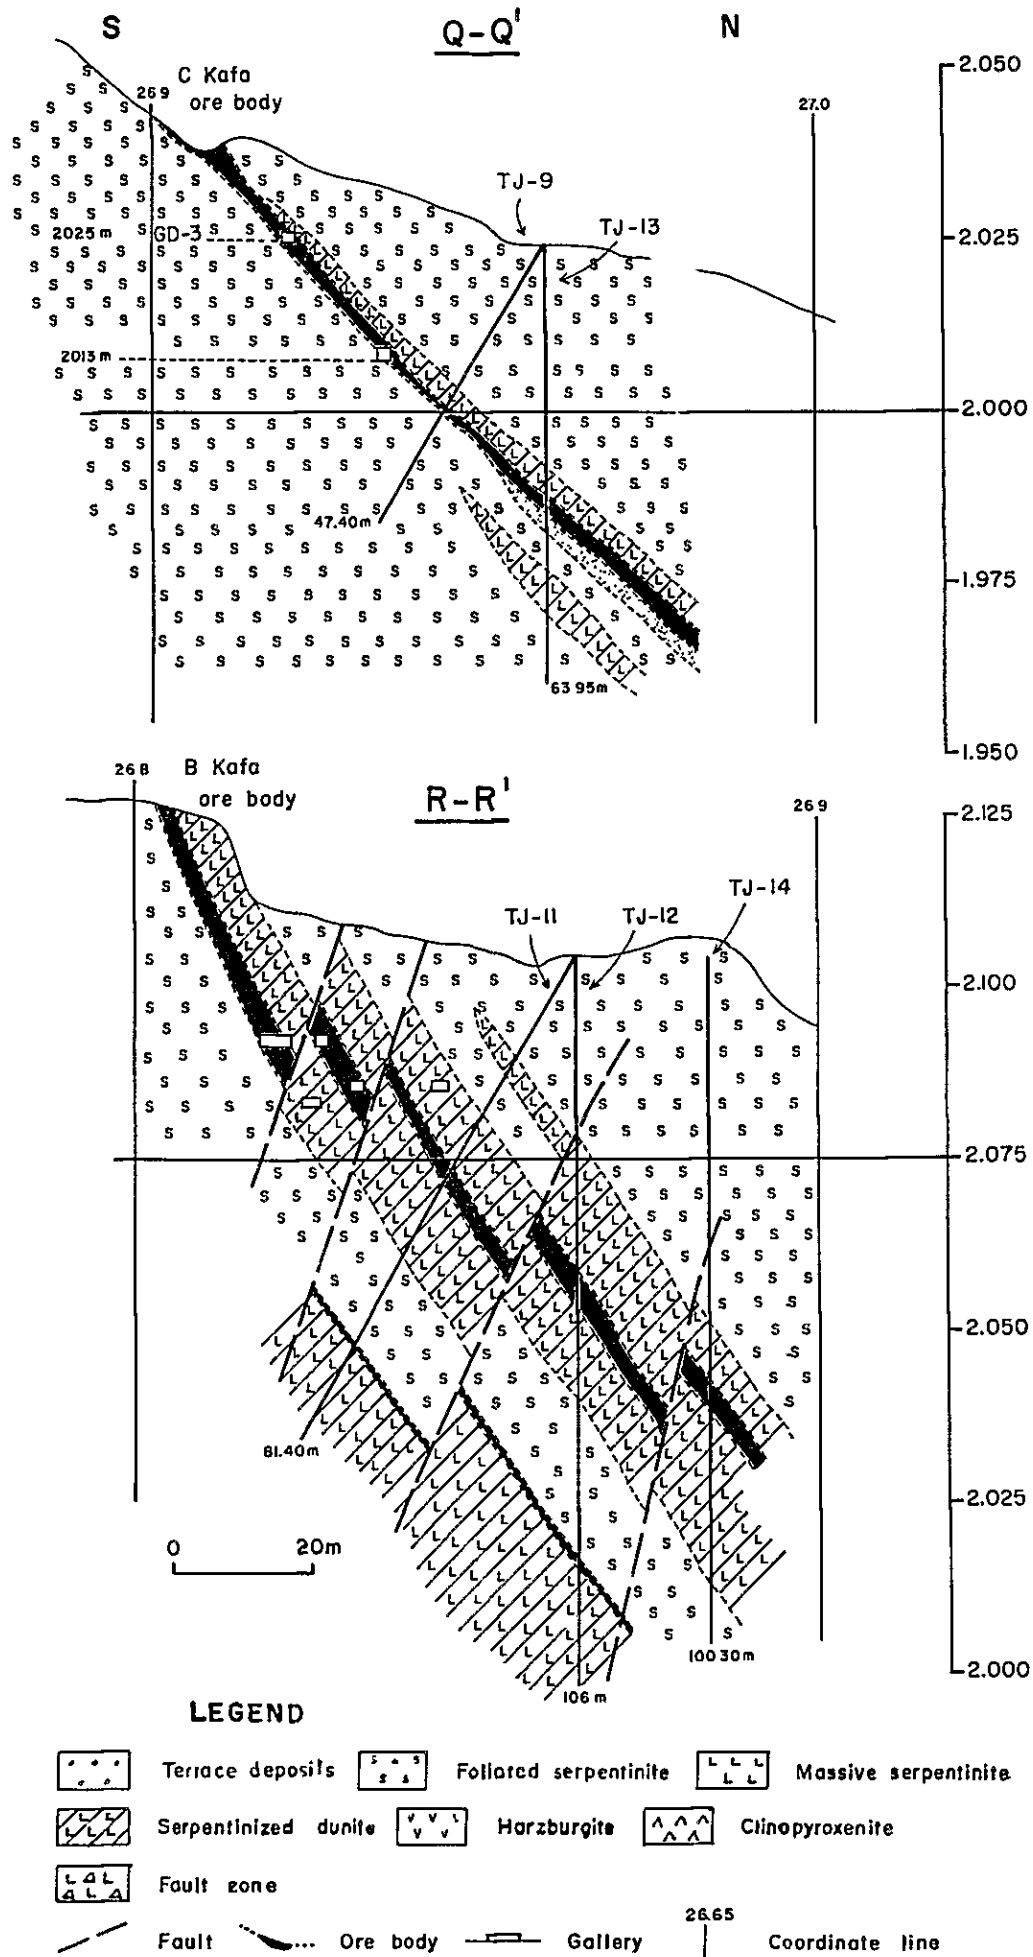 S Q-Q' N
2.050
C Kafa
ore body
269
27.0
TJ-9
TJ-13
2025 m GD-3
2.025
2013 m
2.000
47.40m
1.975
63 95m
1.950
268
B Kafa
ore body
R-R'
269
2.125
TJ-11 TJ-12 TJ-14
2.100
2.075
2.050
81.40m
2.025
0 20m
100 30m
2.000
106 m
LEGEND
Terrace deposits Foliated serpentinite Massive serpentinite
Serpentinized dunite Harzburgite Clinopyroxenite
Fault zone
26.65
Fault Ore body Gallery Coordinate line